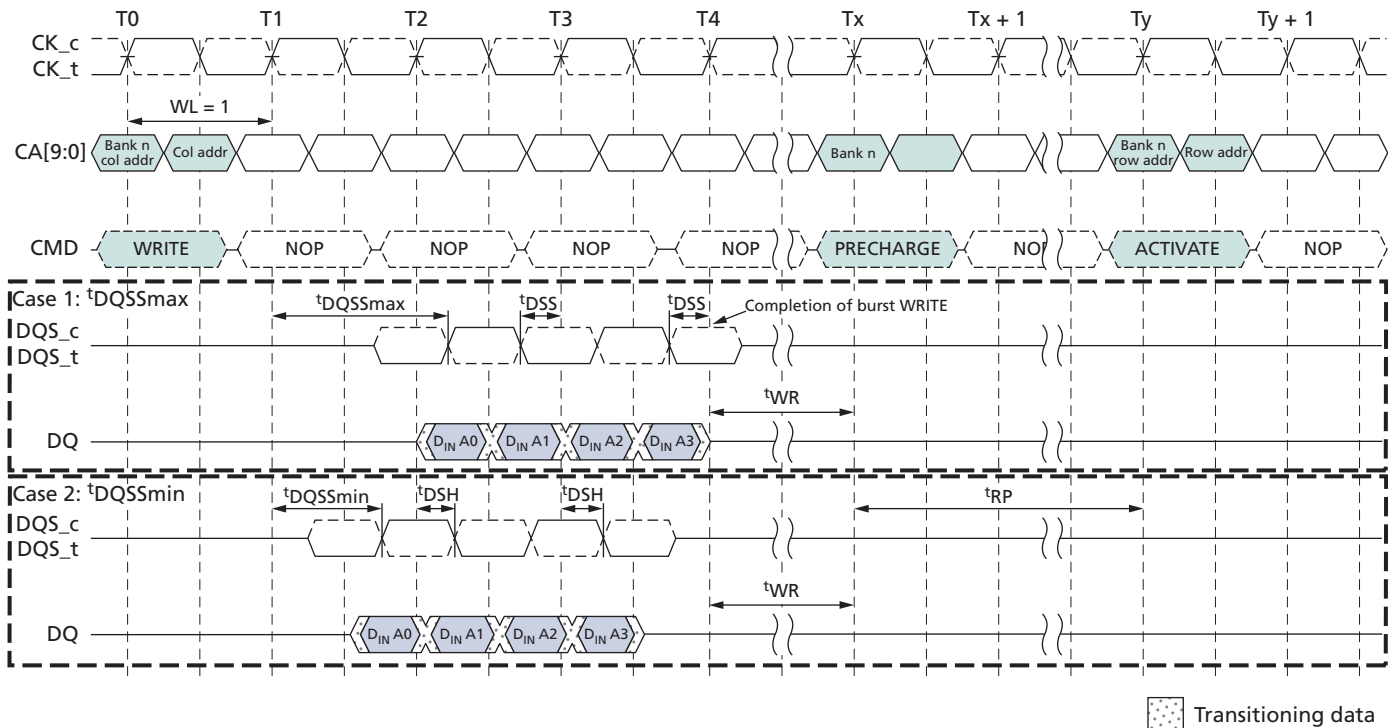 T0 T1 T2 T3 T4 Tx Tx + 1 Ty Ty + 1
CK_c
CK_t
WL = 1
CA[9:0] Bank n col addr Col addr Bank n Bank n row addr Row addr
CMD WRITE NOP NOP NOP NOP PRECHARGE NOP ACTIVATE NOP
Case 1: tDQSSmax
tDQSSmax tDSS tDSS Completion of burst WRITE
DQS_c
DQS_t
tWR
DQ DIN A0 DIN A1 DIN A2 DIN A3
Case 2: tDQSSmin
tDQSSmin tDSH tDSH tRP
DQS_c
DQS_t
tWR
DQ DIN A0 DIN A1 DIN A2 DIN A3
Transitioning data